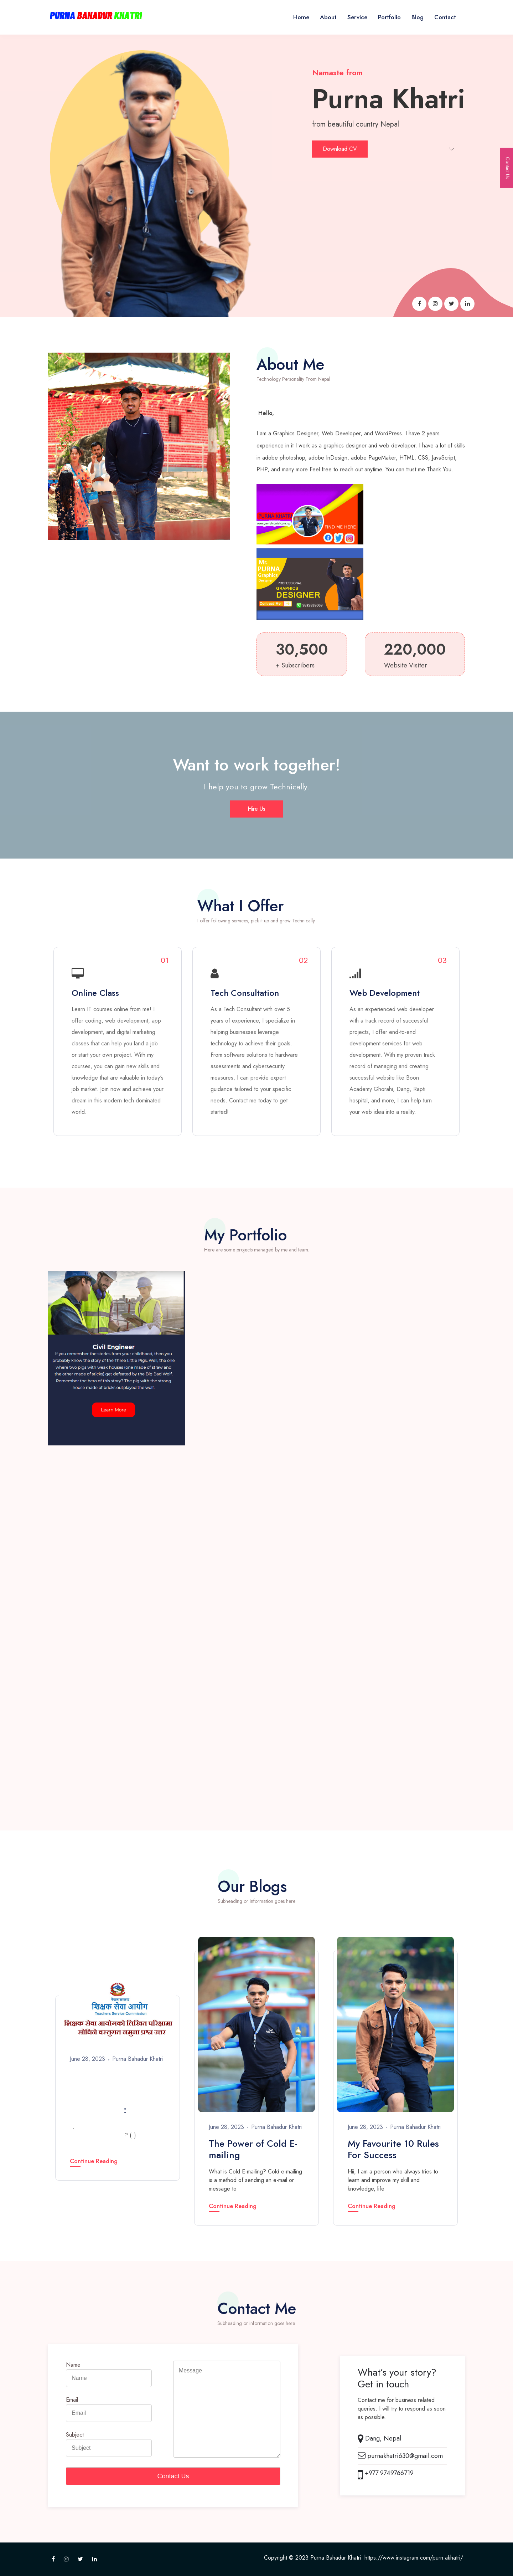 PURNA BAHADUR KHATRI
Home About Service Portfolio Blog Contact
Namaste from
Purna Khatri
from beautiful country Nepal
Download CV
Contact Us
About Me
Technology Personality From Nepal
Hello,
I am a Graphics Designer, Web Developer, and WordPress. I have 2 years
experience in it I work as a graphics designer and web developer. I have a lot of skills
in adobe photoshop, adobe InDesign, adobe PageMaker, HTML, CSS, JavaScript,
PHP, and many more Feel free to reach out anytime. You can trust me Thank You.
FIND ME HERE
Mr.
PURNA
Graphics
PROFESSIONAL
GRAPHICS
DESIGNER
30,500
+ Subscribers
220,000
Website Visiter
Want to work together!
I help you to grow Technically.
Hire Us
What I Offer
I offer following services, pick it up and grow Technically
01
Online Class
Learn IT courses online from me! I
offer coding, web development, app
development, and digital marketing
classes that can help you land a job
or start your own project. With my
courses, you can gain new skills and
knowledge that are valuable in today's
job market. Join now and achieve your
dream in this modern tech dominated
world.
02
Tech Consultation
As a Tech Consultant with over 5
years of experience, I specialize in
helping businesses leverage
technology to achieve their goals.
From software solutions to hardware
assessments and cybersecurity
measures, I can provide expert
guidance tailored to your specific
needs. Contact me today to get
started!
03
Web Development
As an experienced web developer
with a track record of successful
projects, I offer end-to-end
development services for web
development. With my proven track
record of managing and creating
successful website like Boon
Academy Ghorahi, Dang, Rapti
hospital, and more, I can help turn
your web idea into a reality.
My Portfolio
Here are some projects managed by me and team
Civil Engineer
If you remember the stories from your childhood, then you
probably know the story of the Three Little Pigs. Well, the one
where two pigs with weak houses (one made of straw and
the other made of sticks) get defeated by the Big Bad Wolf.
Remember the hero of this story? The pig with the strong
house made of bricks outplayed the wolf.
Learn More
Our Blogs
Subheading or information goes here
शिक्षक सेवा आयोग
Teachers Service Commission
शिक्षक सेवा आयोगको लिखित परिक्षामा
सोधिने वस्तुगत नमुना प्रश्न उत्तर
June 28, 2023 - Purna Bahadur Khatri
:
? ( )
Continue Reading
June 28, 2023 - Purna Bahadur Khatri
The Power of Cold E-
mailing
What is Cold E-mailing? Cold e-mailing
is a method of sending an e-mail or
message to
Continue Reading
June 28, 2023 - Purna Bahadur Khatri
My Favourite 10 Rules
For Success
Hii, I am a person who always tries to
learn and improve my skill and
knowledge, life
Continue Reading
Contact Me
Subheading or information goes here
Name
Name
Email
Email
Subject
Subject
Message
Contact Us
What's your story?
Get in touch
Contact me for business related
queries. I will try to respond as soon
as possible.
Dang, Nepal
purnakhatri630@gmail.com
+977 9749766719
Copyright © 2023 Purna Bahadur Khatri https://www.instagram.com/purn.akhatri/